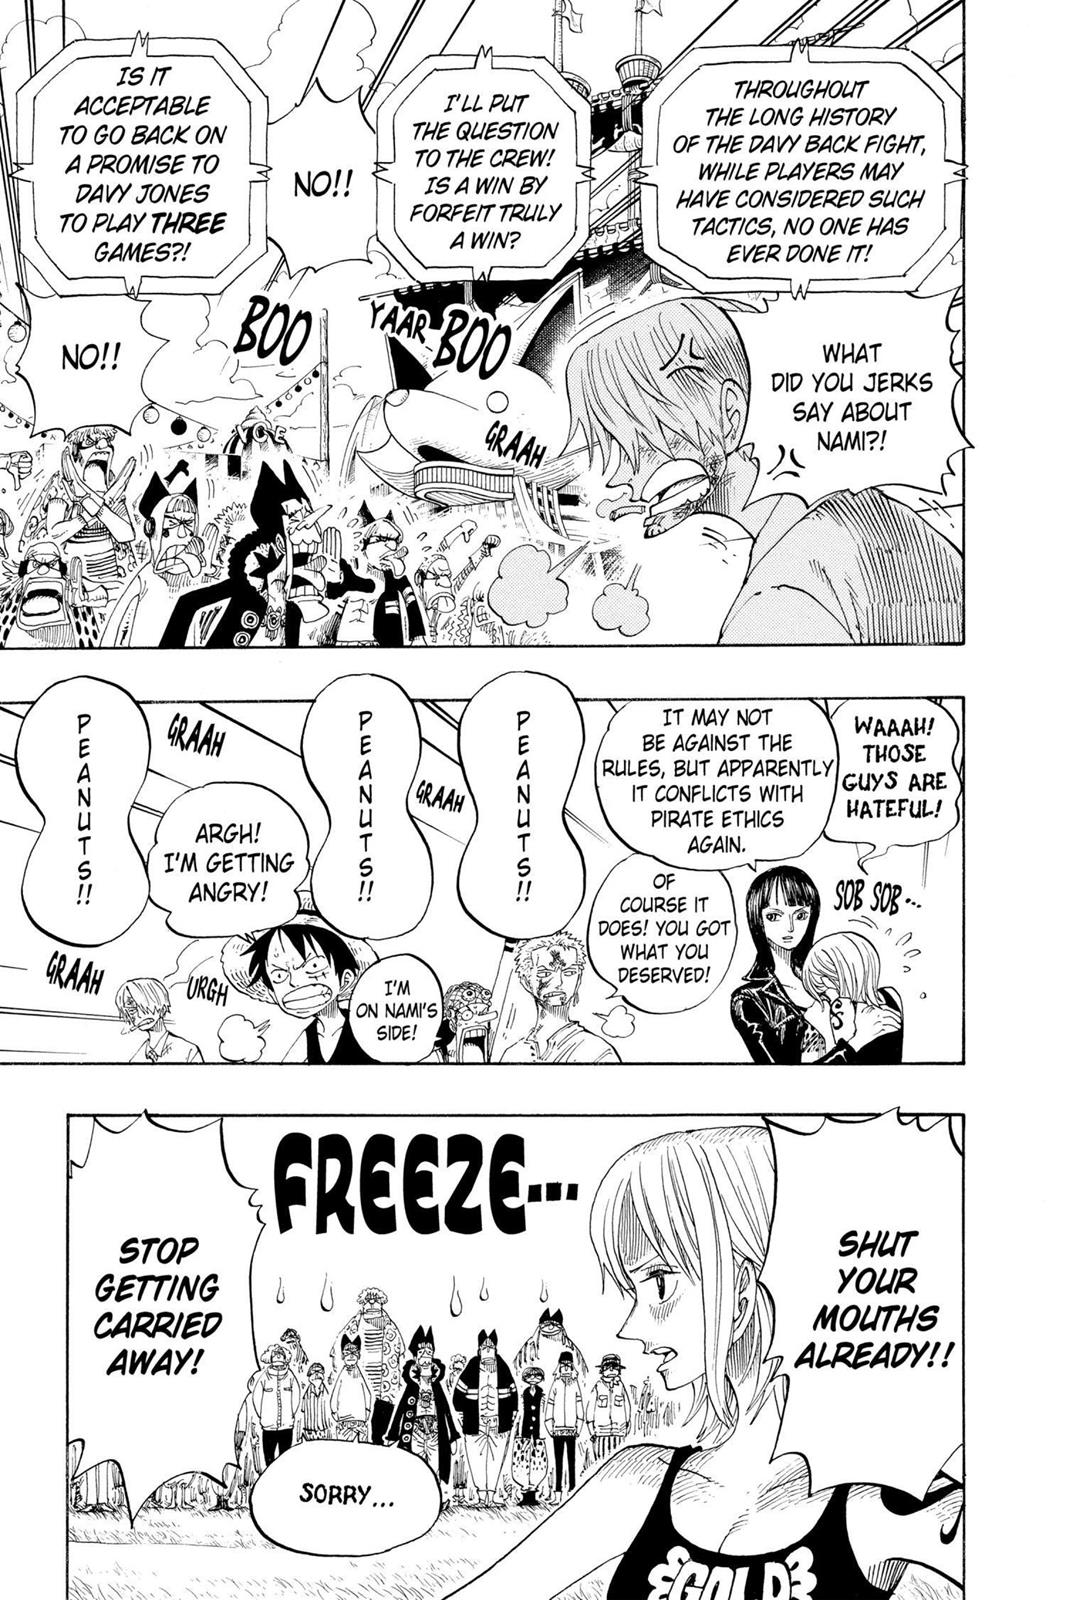 THROUGHOUT
THE LONG HISTORY
OF THE DAVY BACK FIGHT,
WHILE PLAYERS MAY
HAVE CONSIDERED SUCH
TACTICS, NO ONE HAS
EVER DONE IT!
I'LL PUT
THE QUESTION
TO THE CREW!
IS A WIN BY
FORFEIT TRULY
A WIN?
NO!!
IS IT
ACCEPTABLE
TO GO BACK ON
A PROMISE TO
DAVY JONES
TO PLAY THREE
GAMES?!
NO!!
BOO
YAAR
BOO
GRAAH
WHAT
DID YOU JERKS
SAY ABOUT
NAMI?!
WAAAH!
THOSE
GUYS ARE
HATEFUL!
SOB SOB...
IT MAY NOT
BE AGAINST THE
RULES, BUT APPARENTLY
IT CONFLICTS WITH
PIRATE ETHICS
AGAIN.
OF
COURSE IT
DOES! YOU GOT
WHAT YOU
DESERVED!
PEANUTS!!
GRAAH
PEANUTS!!
I'M
ON NAMI'S
SIDE!
ARGH!
I'M GETTING
ANGRY!
GRAAH
PEANUTS!!
URGH
GRAAH
SHUT
YOUR
MOUTHS
ALREADY!!
FREEZE...
STOP
GETTING
CARRIED
AWAY!
SORRY...
GOLD